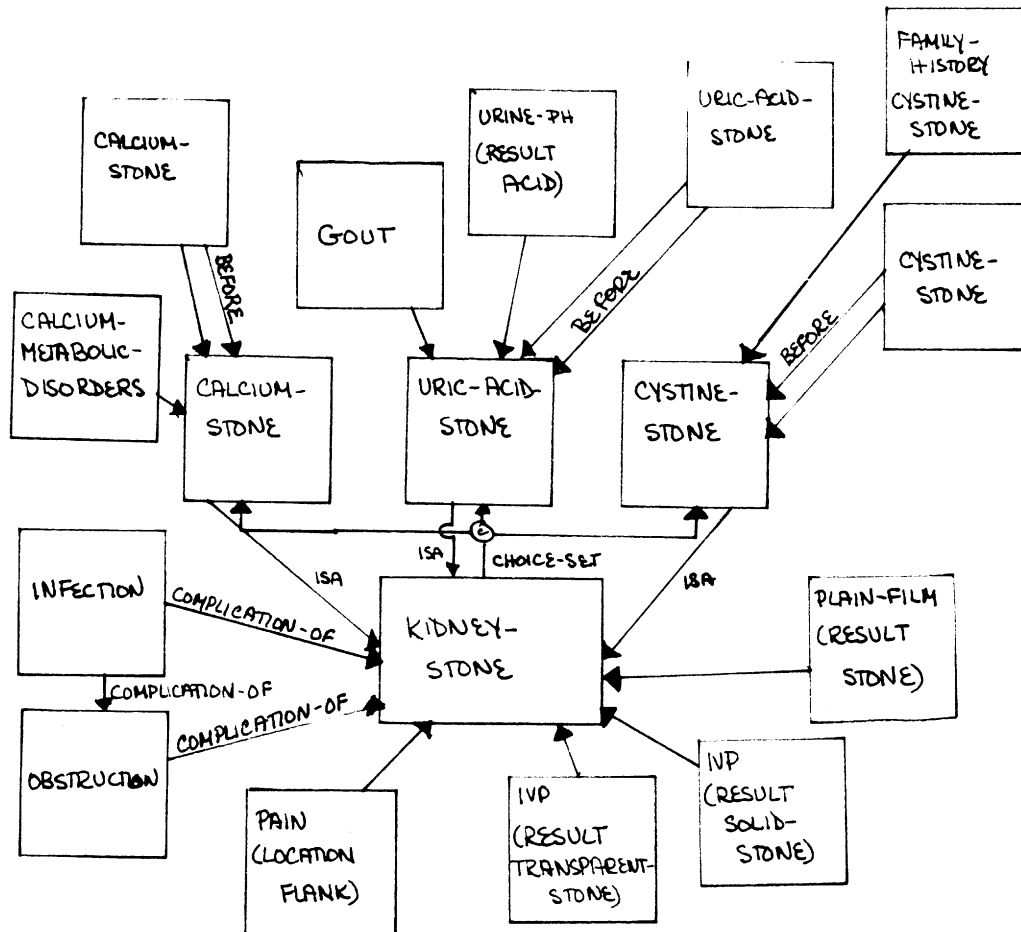 FAMILY-
HISTORY
CYSTINE-
STONE
CALCIUM-
STONE
URINE-PH
(RESULT
ACID)
URIC-ACID-
STONE
GOUT
CYSTINE-
STONE
BEFORE
BEFORE
BEFORE
CALCIUM-
METABOLIC-
DISORDERS
CALCIUM-
STONE
URIC-ACID-
STONE
CYSTINE-
STONE
C
ISA
ISA
CHOICE-SET
ISA
INFECTION
COMPLICATION-OF
KIDNEY-
STONE
PLAIN-FILM
(RESULT
STONE)
COMPLICATION-OF
COMPLICATION-OF
OBSTRUCTION
PAIN
(LOCATION
FLANK)
IVP
(RESULT
TRANSPARENT-
STONE)
IVP
(RESULT
SOLID-
STONE)